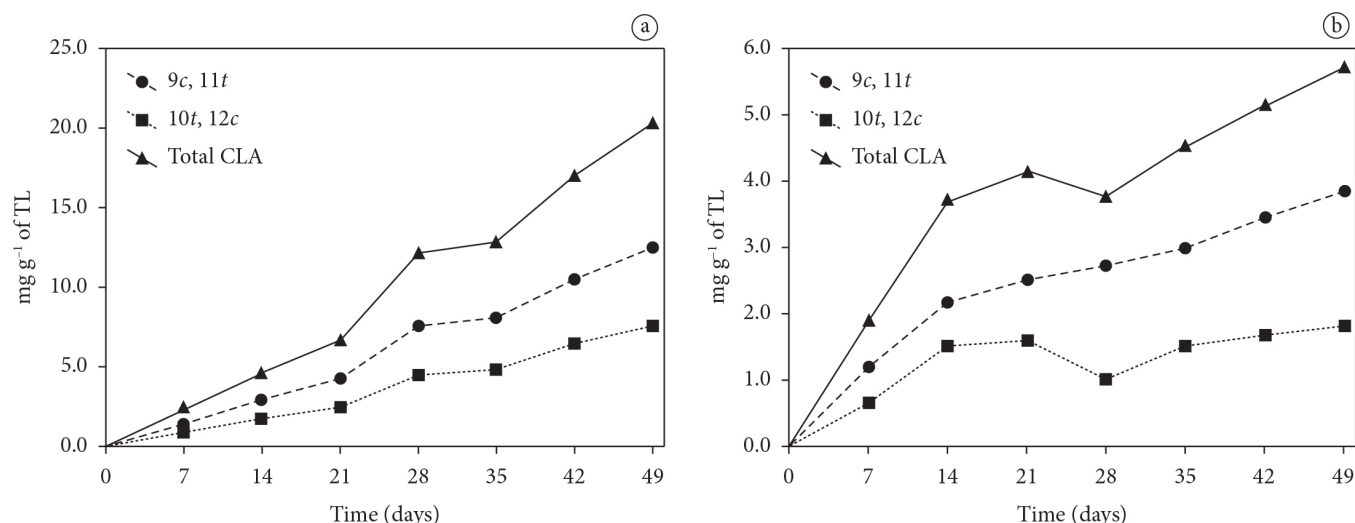 a
25.0
20.0
15.0
10.0
5.0
0.0
mg g⁻¹ of TL
9c, 11t
10t, 12c
Total CLA
0 7 14 21 28 35 42 49
Time (days)
b
6.0
5.0
4.0
3.0
2.0
1.0
0.0
mg g⁻¹ of TL
9c, 11t
10t, 12c
Total CLA
0 7 14 21 28 35 42 49
Time (days)